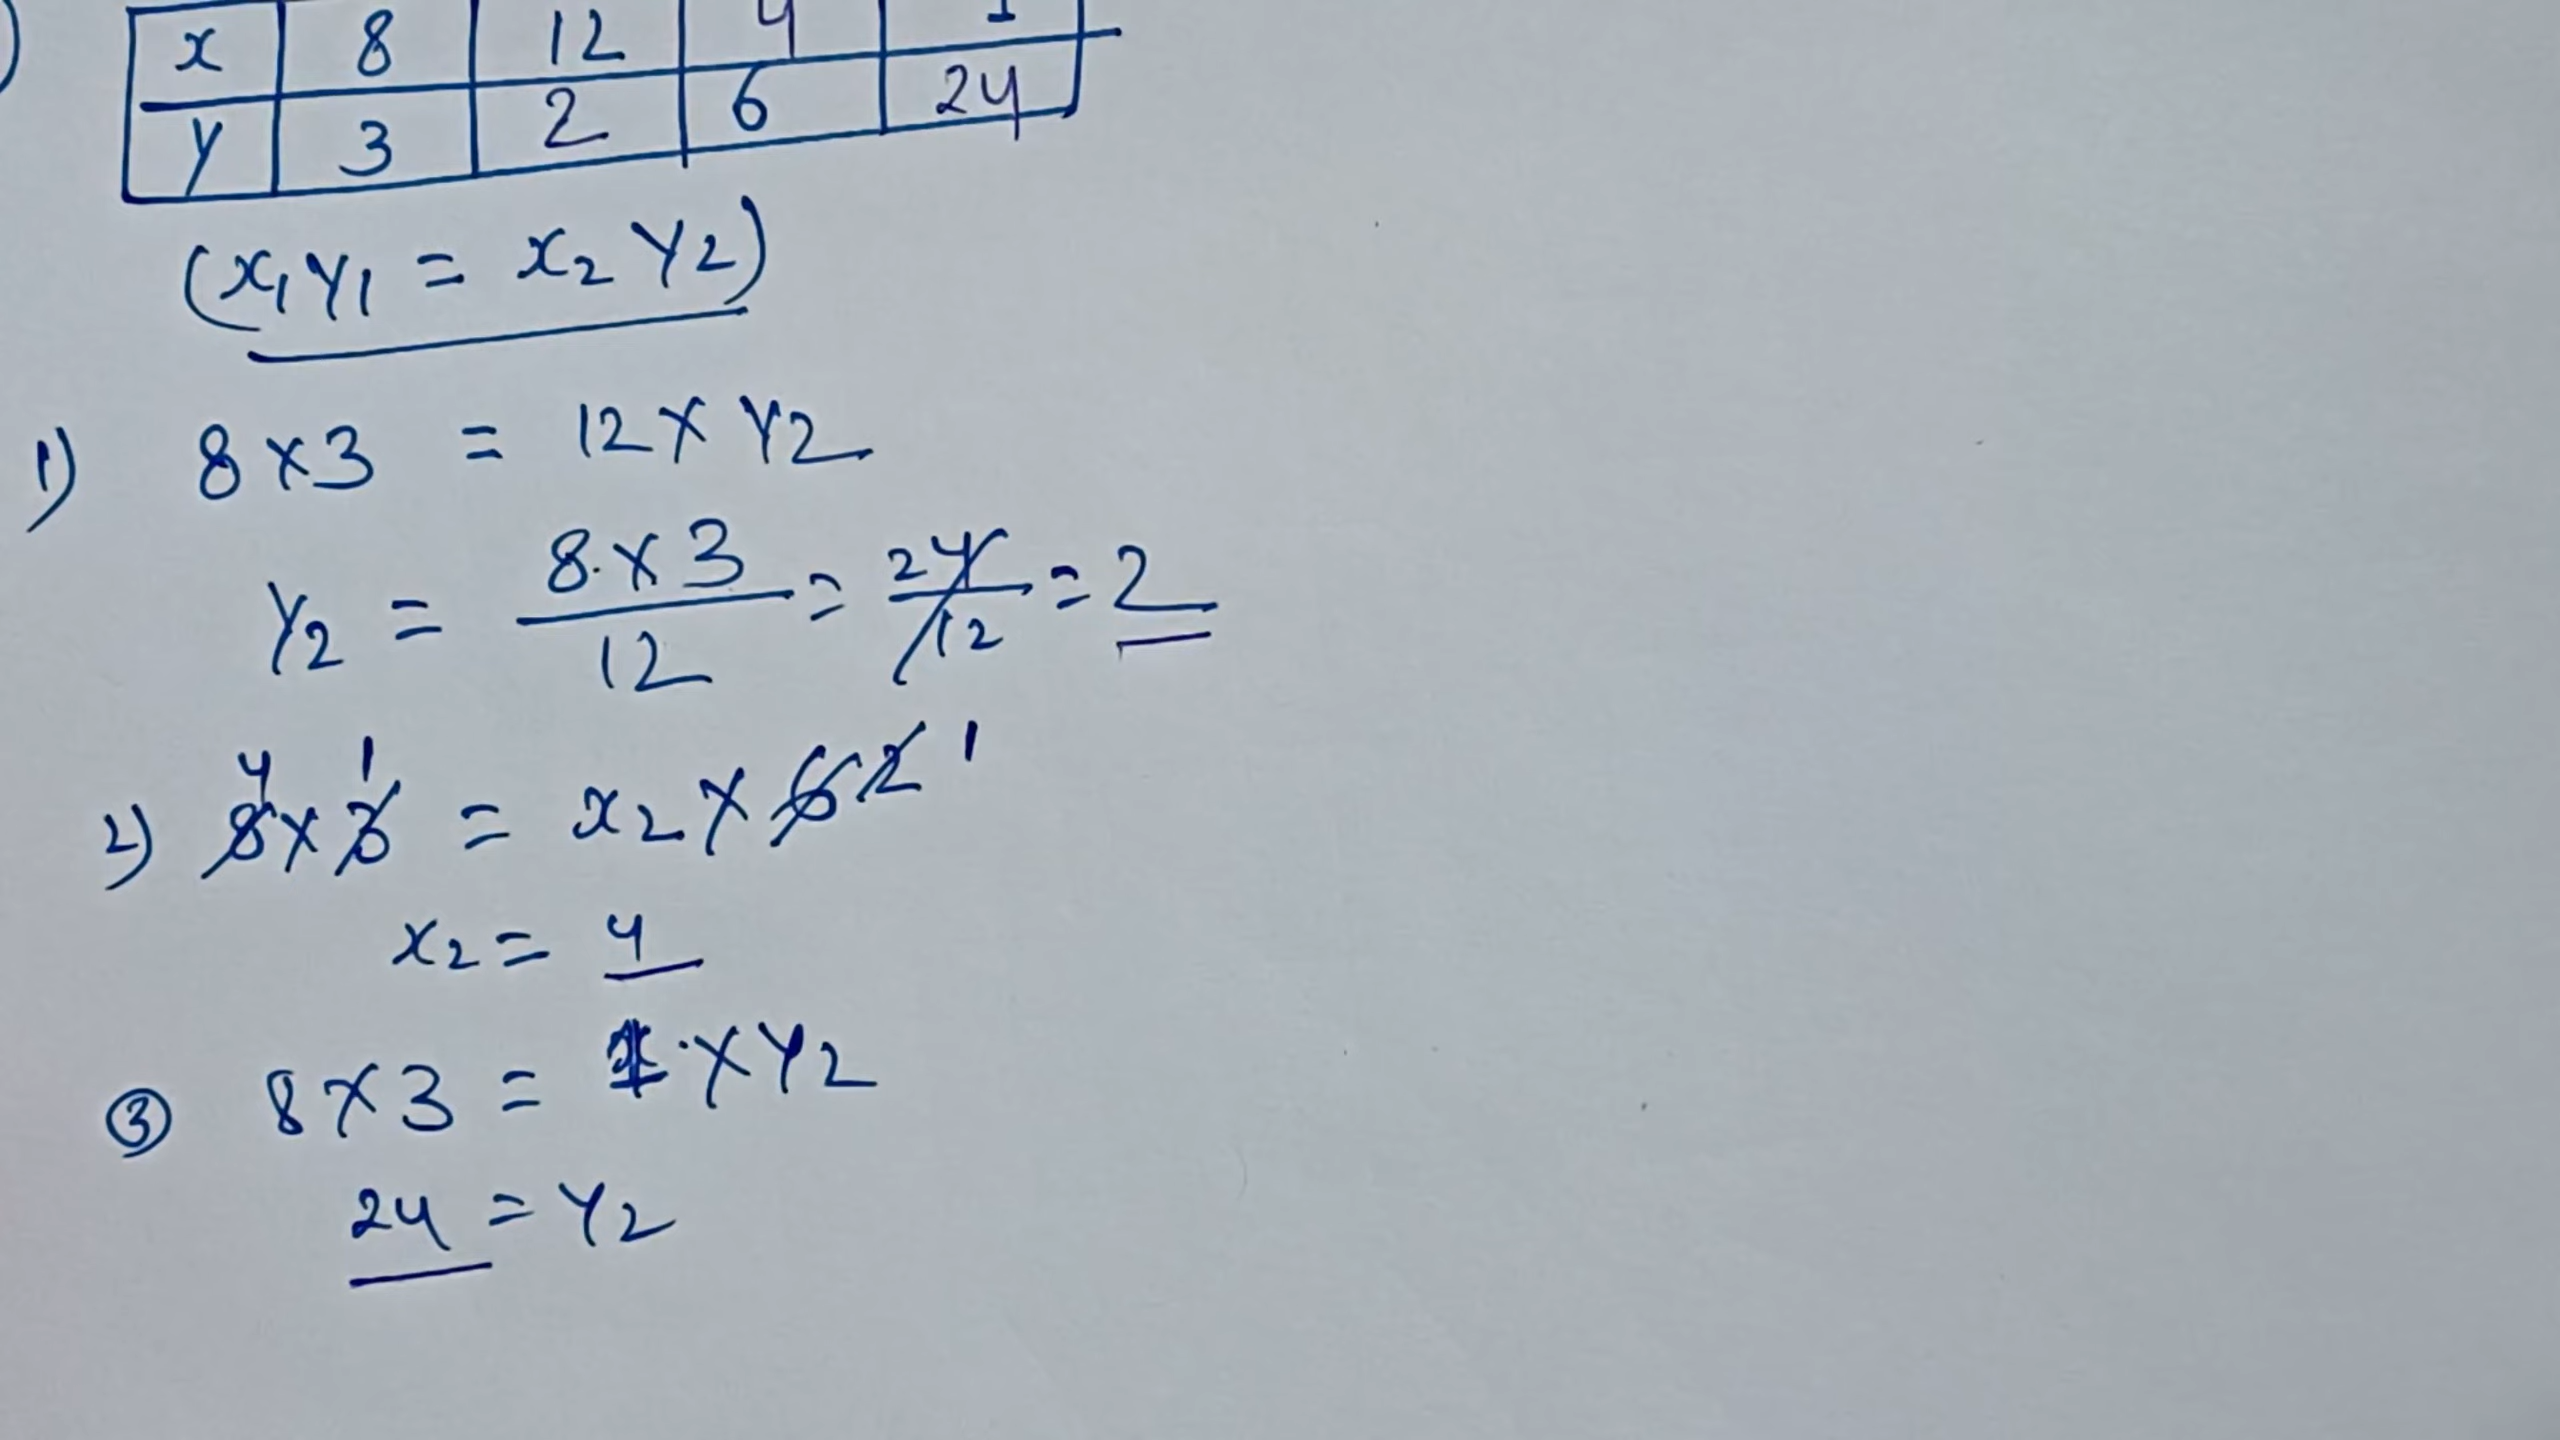 )
x 8 12 4 1
y 3 2 6 24
(x₁y₁ = x₂y₂)
1) 8×3 = 12×y₂
y₂ = 8×3/12 = 24/12 = 2
4 1 1
2) 8×3 = x₂×6 2
x₂ = 4
③ 8×3 = 1×y₂
24 = y₂